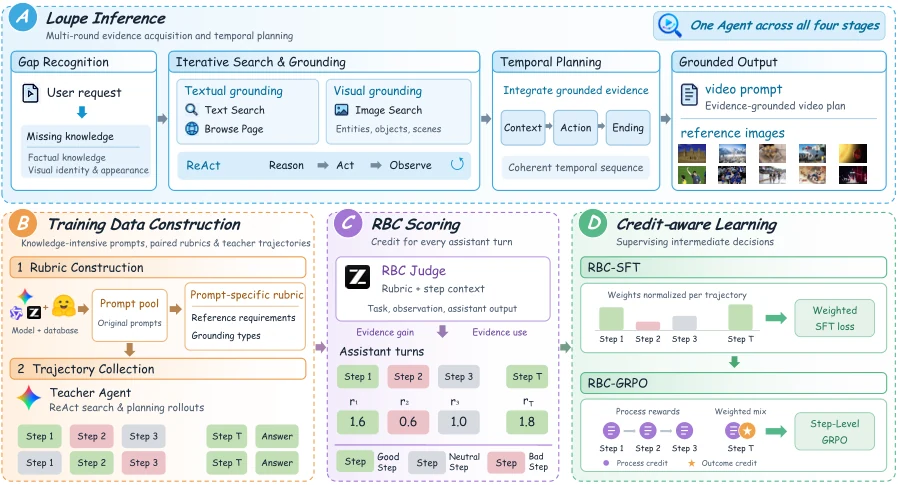 A Loupe Inference
Multi-round evidence acquisition and temporal planning
One Agent across all four stages
Gap Recognition
User request
Missing knowledge
Factual knowledge
Visual identity & appearance
Iterative Search & Grounding
Textual grounding
Text Search
Browse Page
Visual grounding
Image Search
Entities, objects, scenes
ReAct Reason Act Observe
Temporal Planning
Integrate grounded evidence
Context Action Ending
Coherent temporal sequence
Grounded Output
video prompt
Evidence-grounded video plan
reference images
B Training Data Construction
Knowledge-intensive prompts, paired rubrics & teacher trajectories
1 Rubric Construction
Z +
Model + database
Prompt pool
Original prompts
Prompt-specific rubric
Reference requirements
Grounding types
2 Trajectory Collection
Teacher Agent
ReAct search & planning rollouts
Step 1 Step 2 Step 3 Step T Answer
Step 1 Step 2 Step 3 Step T Answer
C RBC Scoring
Credit for every assistant turn
Z
RBC Judge
Rubric + step context
Task, observation, assistant output
Evidence gain Evidence use
Assistant turns
Step 1 Step 2 Step 3 Step T
r₁ r₂ r₃ r_T
1.6 0.6 1.0 1.8
Step Good Step
Step Neutral Step
Step Bad Step
D Credit-aware Learning
Supervising intermediate decisions
RBC-SFT
Weights normalized per trajectory
Step 1 Step 2 Step 3 Step T
Weighted
SFT loss
RBC-GRPO
Process rewards Weighted mix
Step 1 Step 2 Step 3 Step T
Process credit Outcome credit
Step-Level
GRPO